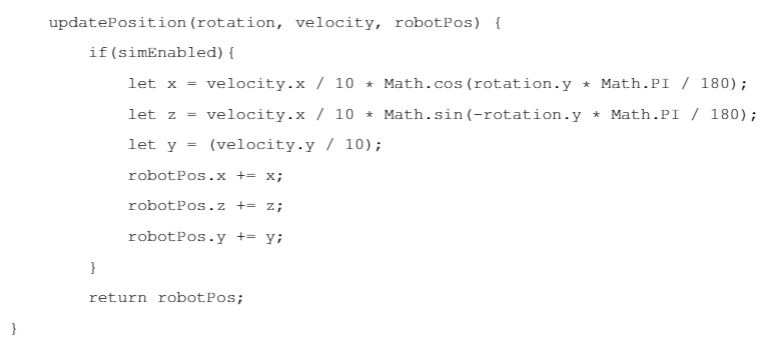 updatePosition(rotation, velocity, robotPos) {
if(simEnabled){
let x = velocity.x / 10 * Math.cos(rotation.y * Math.PI / 180);
let z = velocity.x / 10 * Math.sin(-rotation.y * Math.PI / 180);
let y = (velocity.y / 10);
robotPos.x += x;
robotPos.z += z;
robotPos.y += y;
}
return robotPos;
}